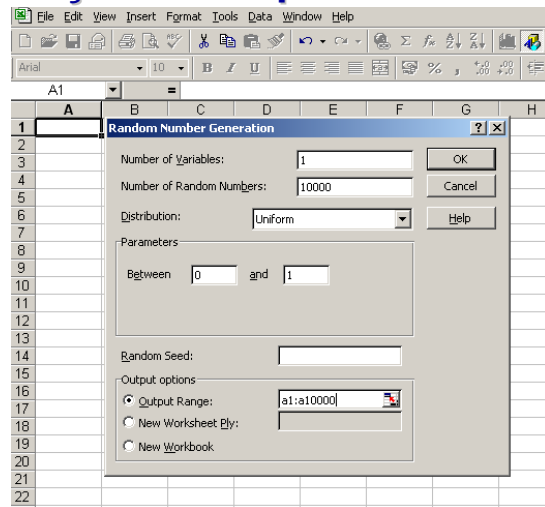 File Edit View Insert Format Tools Data Window Help
Arial 10 B I U % ,
A1 =
A B C D E F G H
Random Number Generation
Number of Variables: 1 OK
Number of Random Numbers: 10000 Cancel
Distribution: Uniform Help
Parameters
Between 0 and 1
Random Seed:
Output options
Output Range: a1:a10000
New Worksheet Ply:
New Workbook
1
2
3
4
5
6
7
8
9
10
11
12
13
14
15
16
17
18
19
20
21
22